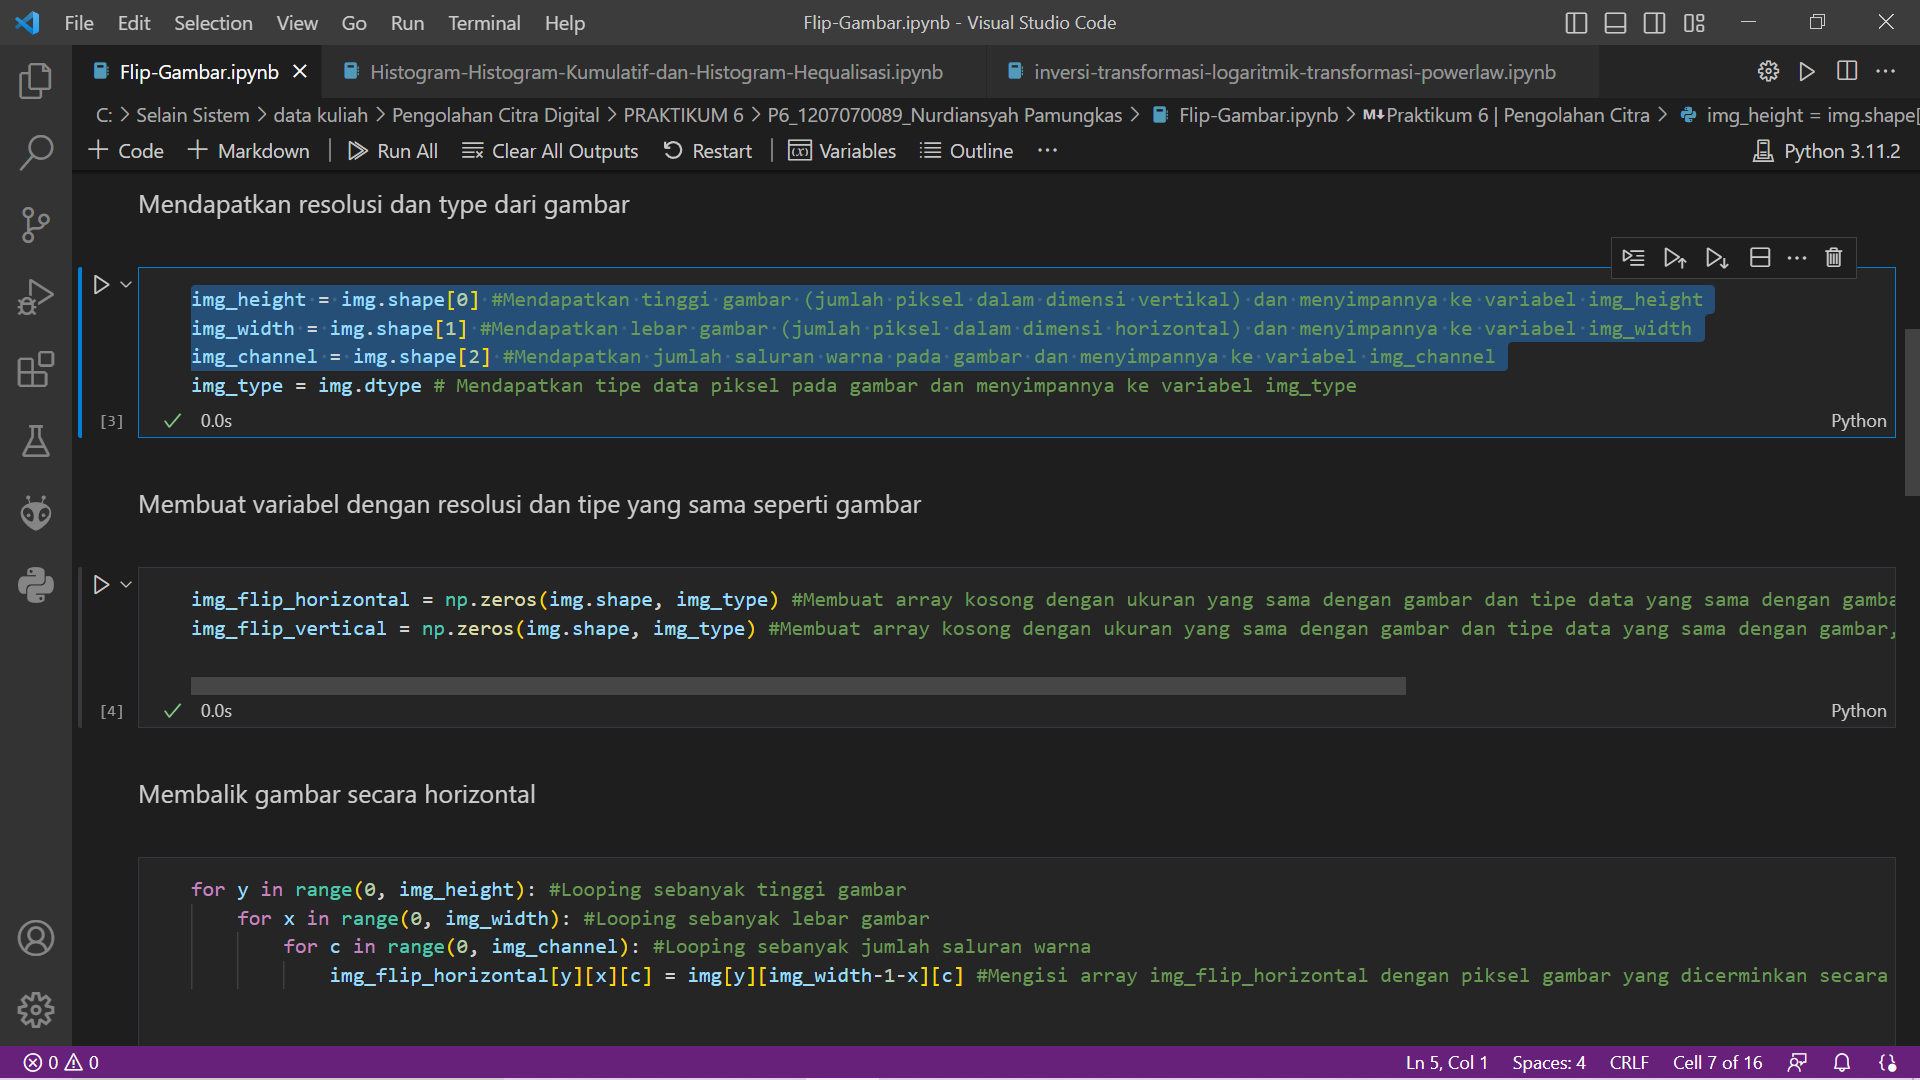 File Edit Selection View Go Run Terminal Help Flip-Gambar.ipynb - Visual Studio Code
Flip-Gambar.ipynb Histogram-Histogram-Kumulatif-dan-Histogram-Hequalisasi.ipynb inversi-transformasi-logaritmik-transformasi-powerlaw.ipynb
C: > Selain Sistem > data kuliah > Pengolahan Citra Digital > PRAKTIKUM 6 > P6_1207070089_Nurdiansyah Pamungkas > Flip-Gambar.ipynb > M↓Praktikum 6 | Pengolahan Citra > img_height = img.shape[
+ Code + Markdown | Run All Clear All Outputs Restart | Variables Outline ... Python 3.11.2
Mendapatkan resolusi dan type dari gambar
img_height = img.shape[0] #Mendapatkan tinggi gambar (jumlah piksel dalam dimensi vertikal) dan menyimpannya ke variabel img_height
img_width = img.shape[1] #Mendapatkan lebar gambar (jumlah piksel dalam dimensi horizontal) dan menyimpannya ke variabel img_width
img_channel = img.shape[2] #Mendapatkan jumlah saluran warna pada gambar dan menyimpannya ke variabel img_channel
img_type = img.dtype # Mendapatkan tipe data piksel pada gambar dan menyimpannya ke variabel img_type
[3] 0.0s Python
Membuat variabel dengan resolusi dan tipe yang sama seperti gambar
img_flip_horizontal = np.zeros(img.shape, img_type) #Membuat array kosong dengan ukuran yang sama dengan gambar dan tipe data yang sama dengan gamba
img_flip_vertical = np.zeros(img.shape, img_type) #Membuat array kosong dengan ukuran yang sama dengan gambar dan tipe data yang sama dengan gambar,
[4] 0.0s Python
Membalik gambar secara horizontal
for y in range(0, img_height): #Looping sebanyak tinggi gambar
for x in range(0, img_width): #Looping sebanyak lebar gambar
for c in range(0, img_channel): #Looping sebanyak jumlah saluran warna
img_flip_horizontal[y][x][c] = img[y][img_width-1-x][c] #Mengisi array img_flip_horizontal dengan piksel gambar yang dicerminkan secara
0 0 Ln 5, Col 1 Spaces: 4 CRLF Cell 7 of 16